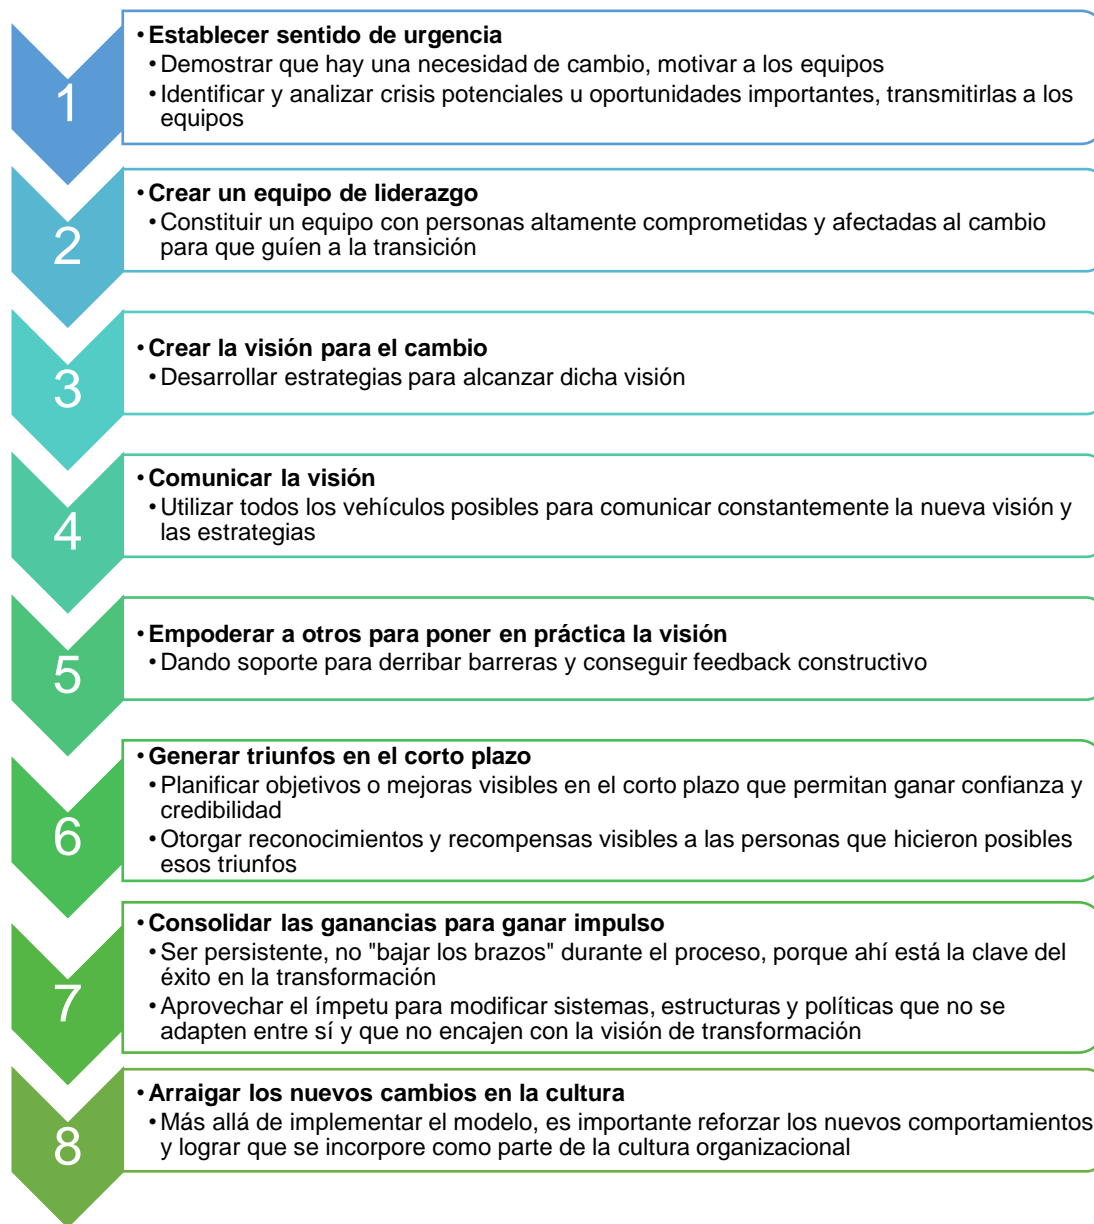 1
• Establecer sentido de urgencia
• Demostrar que hay una necesidad de cambio, motivar a los equipos
• Identificar y analizar crisis potenciales u oportunidades importantes, transmitirlas a los
equipos
2
• Crear un equipo de liderazgo
• Constituir un equipo con personas altamente comprometidas y afectadas al cambio
para que guíen a la transición
3
• Crear la visión para el cambio
• Desarrollar estrategias para alcanzar dicha visión
4
• Comunicar la visión
• Utilizar todos los vehículos posibles para comunicar constantemente la nueva visión y
las estrategias
5
• Empoderar a otros para poner en práctica la visión
• Dando soporte para derribar barreras y conseguir feedback constructivo
6
• Generar triunfos en el corto plazo
• Planificar objetivos o mejoras visibles en el corto plazo que permitan ganar confianza y
credibilidad
• Otorgar reconocimientos y recompensas visibles a las personas que hicieron posibles
esos triunfos
7
• Consolidar las ganancias para ganar impulso
• Ser persistente, no "bajar los brazos" durante el proceso, porque ahí está la clave del
éxito en la transformación
• Aprovechar el ímpetu para modificar sistemas, estructuras y políticas que no se
adapten entre sí y que no encajen con la visión de transformación
8
• Arraigar los nuevos cambios en la cultura
• Más allá de implementar el modelo, es importante reforzar los nuevos comportamientos
y lograr que se incorpore como parte de la cultura organizacional